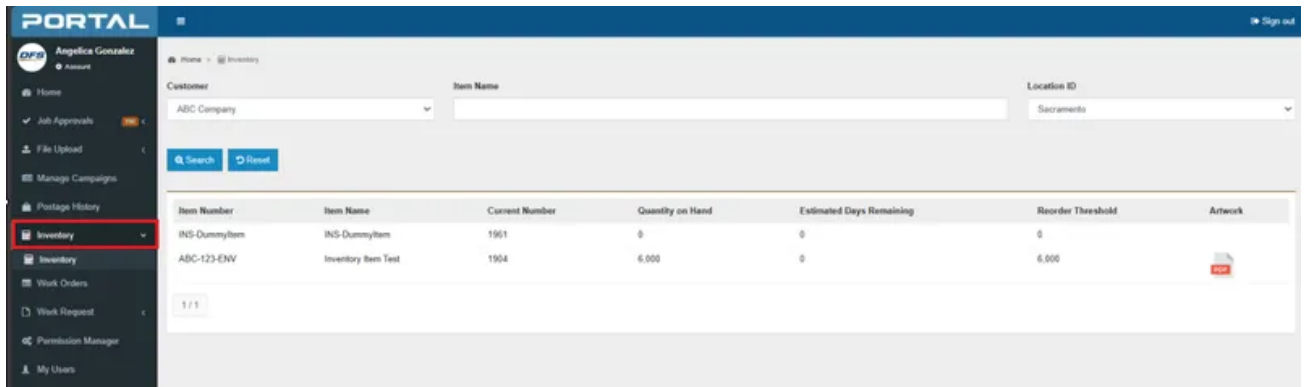 PORTAL
Sign out
OFS
Angelica Gonzalez
Account
Home > Inventory
Home
Job Approvals
File Upload
Manage Campaigns
Postage History
Inventory
Inventory
Work Orders
Work Request
Permission Manager
My Users
Customer Item Name Location ID
ABC Company Sacramento
Search Reset
Item Number Item Name Current Number Quantity on Hand Estimated Days Remaining Reorder Threshold Artwork
INS-DummyItem INS-DummyItem 1961 0 0 0
ABC-123-ENV Inventory Item Test 1904 6,000 0 6,000
PDF
1 / 1